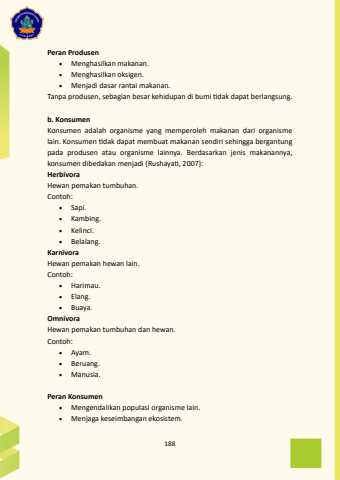 Peran Produsen
• Menghasilkan makanan.
• Menghasilkan oksigen.
• Menjadi dasar rantai makanan.
Tanpa produsen, sebagian besar kehidupan di bumi tidak dapat berlangsung.
b. Konsumen
Konsumen adalah organisme yang memperoleh makanan dari organisme
lain. Konsumen tidak dapat membuat makanan sendiri sehingga bergantung
pada produsen atau organisme lainnya. Berdasarkan jenis makanannya,
konsumen dibedakan menjadi (Rushayati, 2007):
Herbivora
Hewan pemakan tumbuhan.
Contoh:
• Sapi.
• Kambing.
• Kelinci.
• Belalang.
Karnivora
Hewan pemakan hewan lain.
Contoh:
• Harimau.
• Elang.
• Buaya.
Omnivora
Hewan pemakan tumbuhan dan hewan.
Contoh:
• Ayam.
• Beruang.
• Manusia.
Peran Konsumen
• Mengendalikan populasi organisme lain.
• Menjaga keseimbangan ekosistem.
188